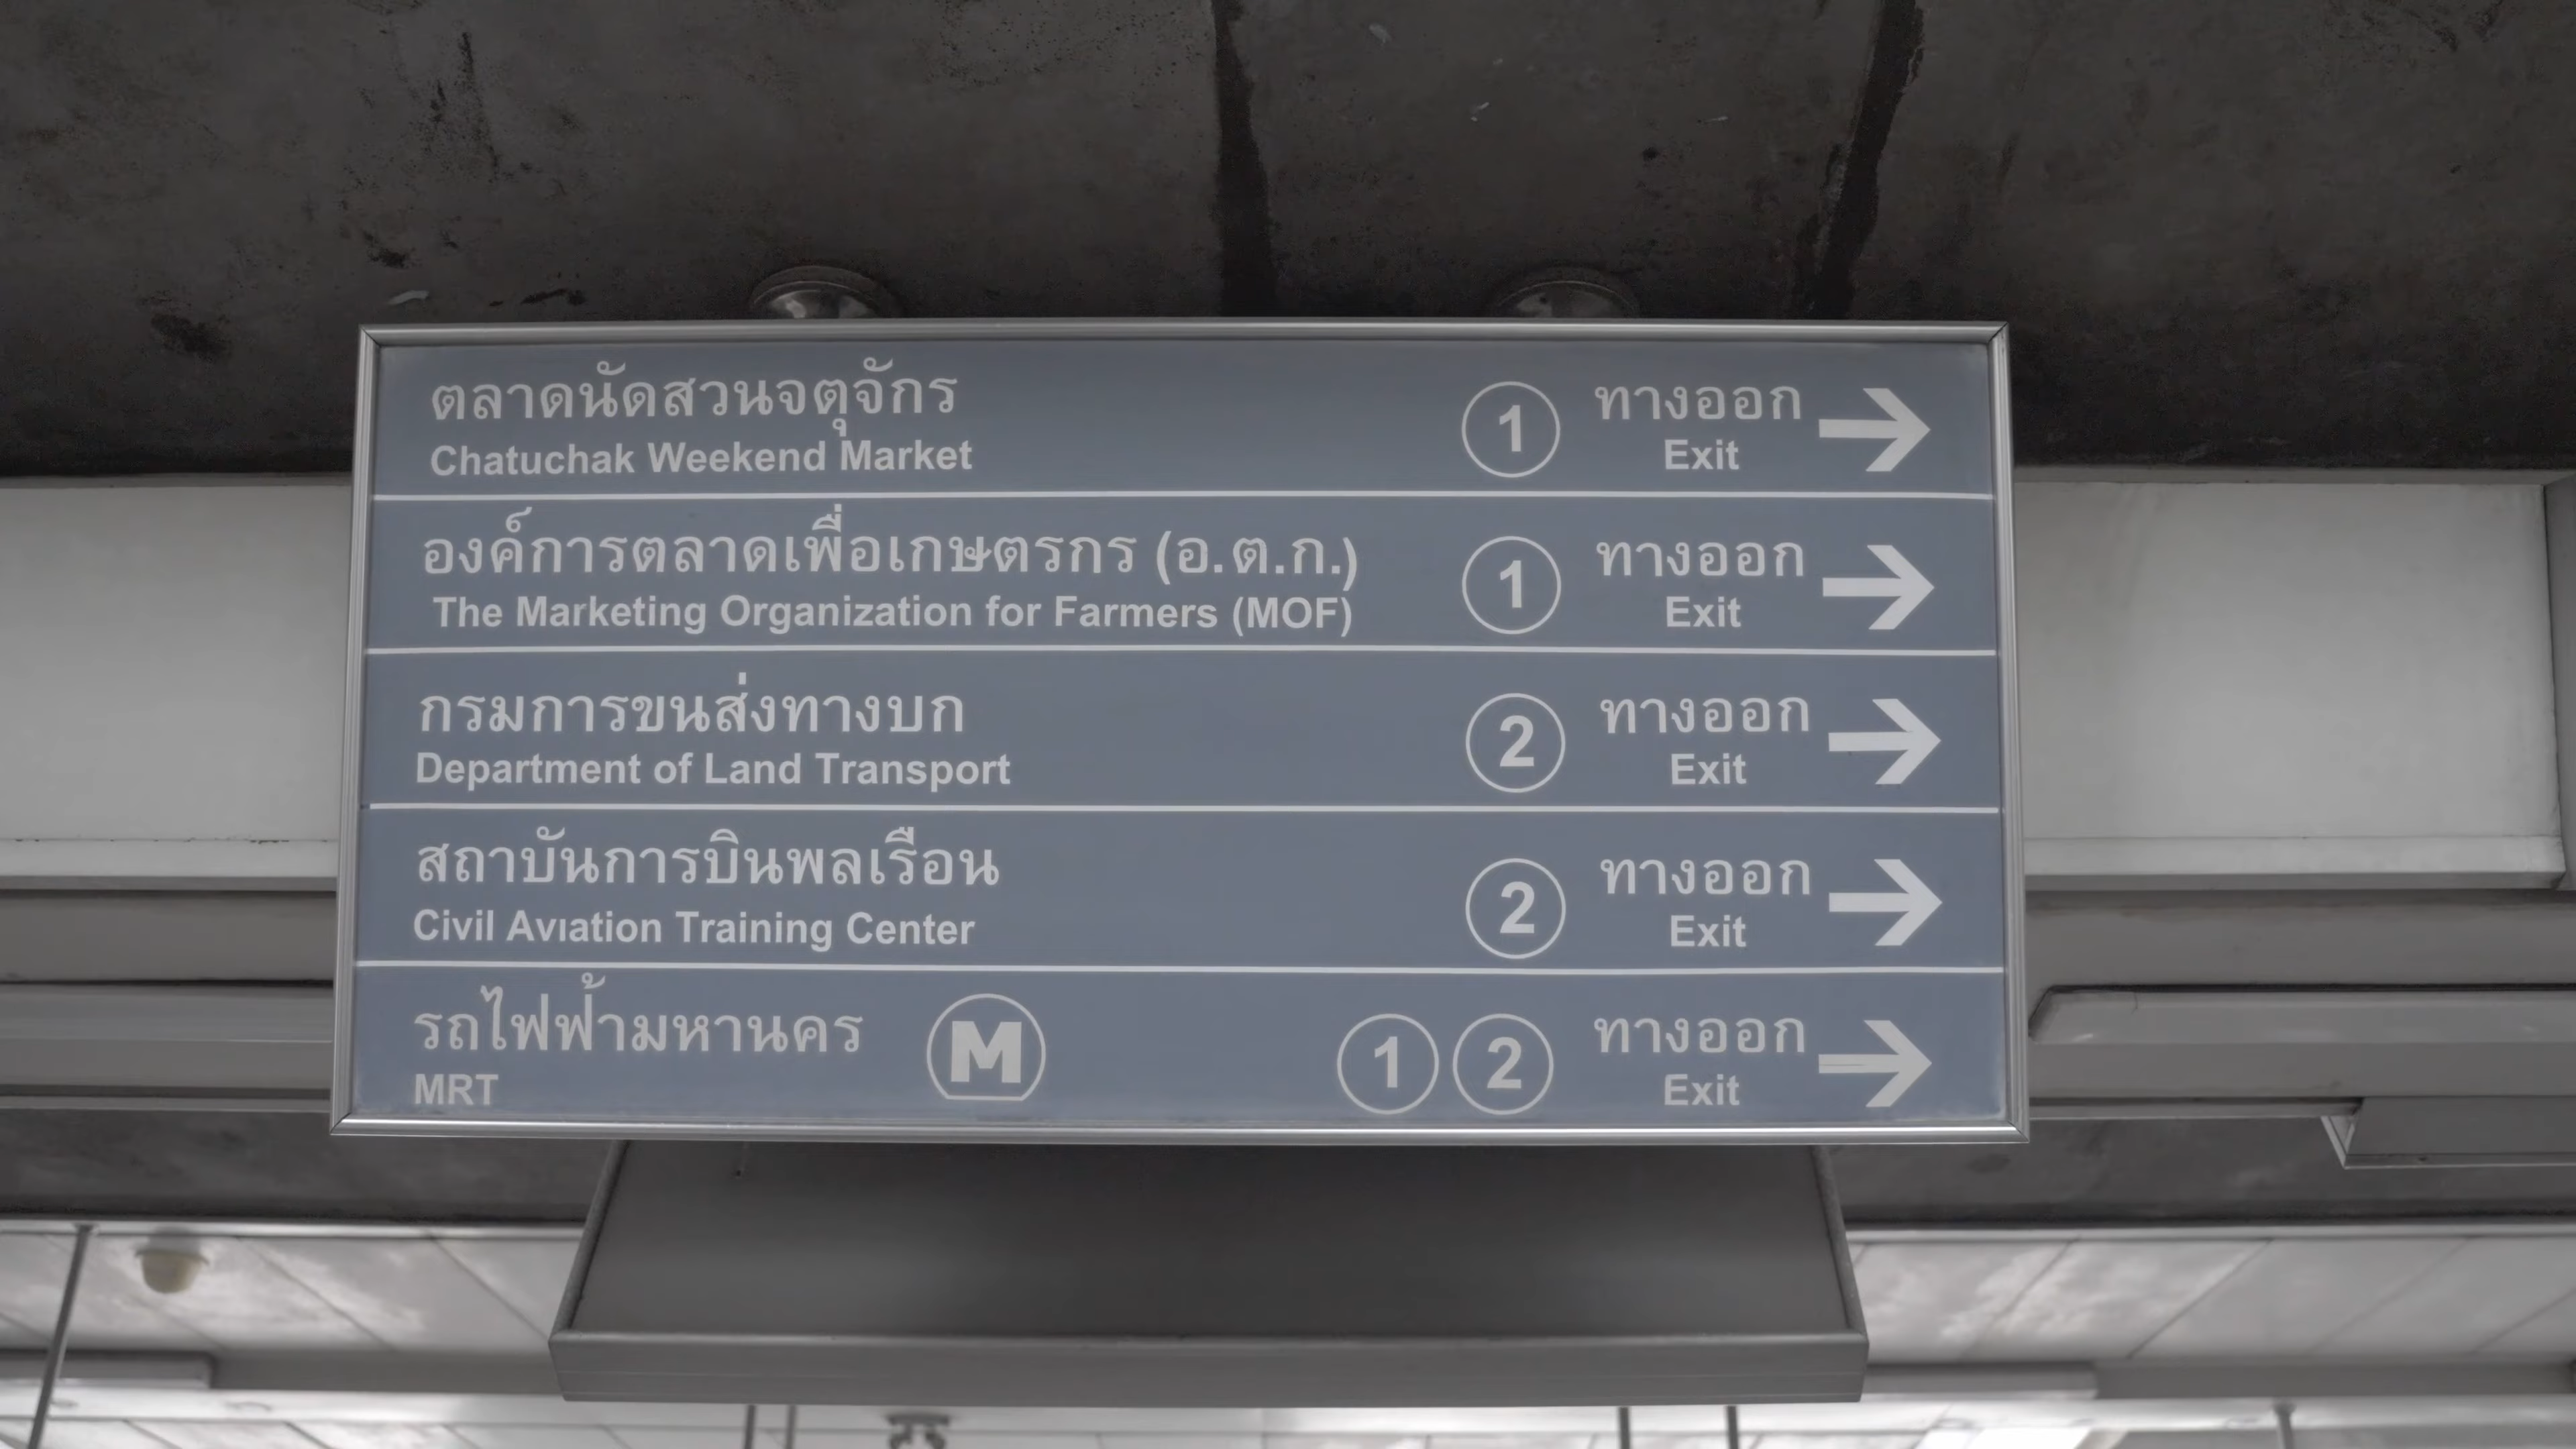 ตลาดนัดสวนจตุจักร 1 ทางออก
Chatuchak Weekend Market Exit
องค์การตลาดเพื่อเกษตรกร (อ.ต.ก.) 1 ทางออก
The Marketing Organization for Farmers (MOF) Exit
กรมการขนส่งทางบก 2 ทางออก
Department of Land Transport Exit
สถาบันการบินพลเรือน 2 ทางออก
Civil Aviation Training Center Exit
รถไฟฟ้ามหานคร M 1 2 ทางออก
MRT Exit